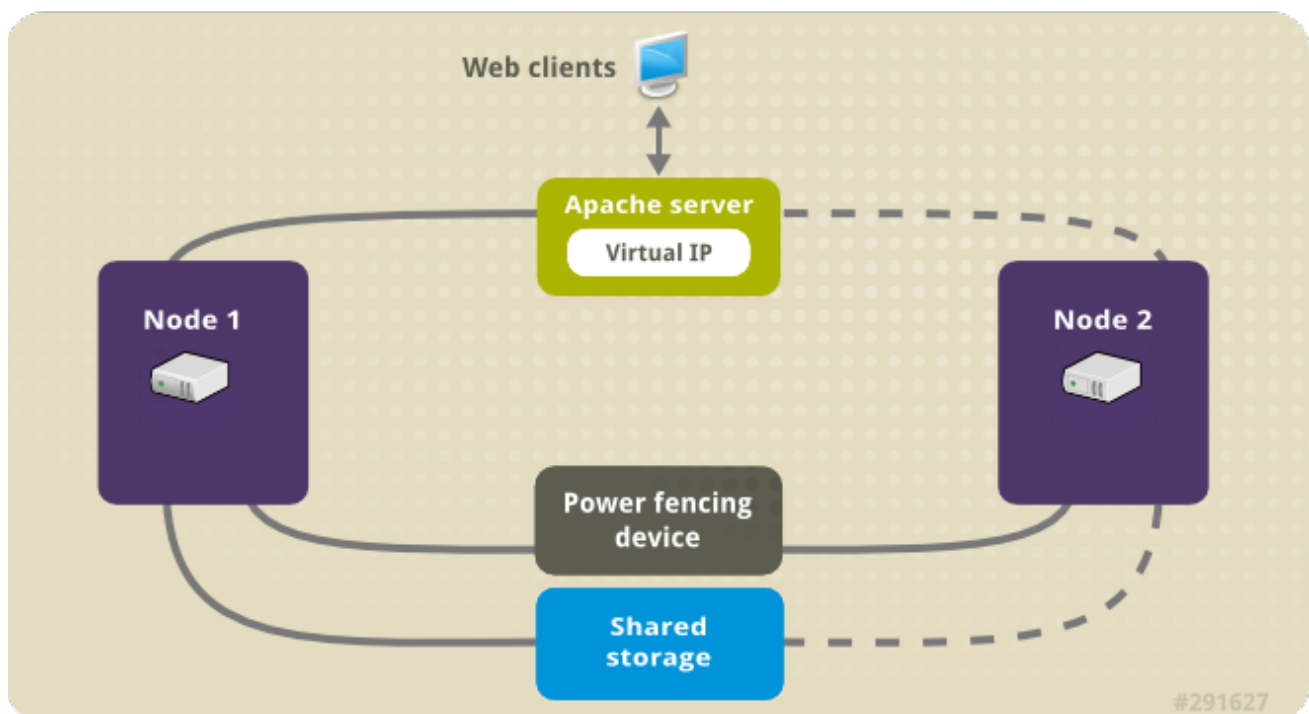 Web clients
Apache server
Virtual IP
Node 1
Node 2
Power fencing
device
Shared
storage
#291627